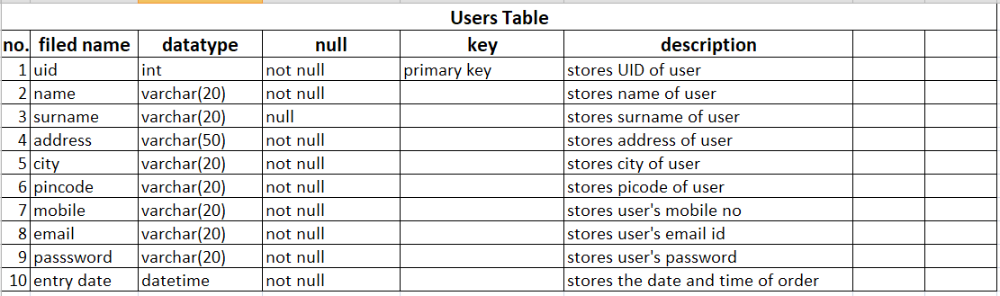 Users Table
no. filed name datatype null key description
1 uid int not null primary key stores UID of user
2 name varchar(20) not null stores name of user
3 surname varchar(20) null stores surname of user
4 address varchar(50) not null stores address of user
5 city varchar(20) not null stores city of user
6 pincode varchar(20) not null stores picode of user
7 mobile varchar(20) not null stores user's mobile no
8 email varchar(20) not null stores user's email id
9 passsword varchar(20) not null stores user's password
10 entry date datetime not null stores the date and time of order